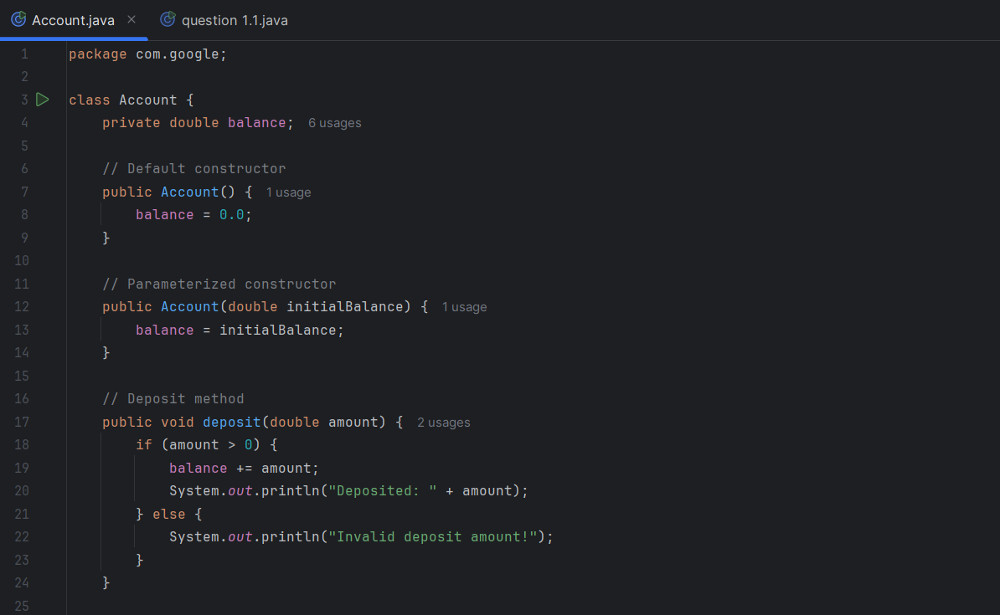 Account.java × question 1.1.java
1 package com.google;
2
3 class Account {
4 private double balance; 6 usages
5
6 // Default constructor
7 public Account() { 1 usage
8 balance = 0.0;
9 }
10
11 // Parameterized constructor
12 public Account(double initialBalance) { 1 usage
13 balance = initialBalance;
14 }
15
16 // Deposit method
17 public void deposit(double amount) { 2 usages
18 if (amount > 0) {
19 balance += amount;
20 System.out.println("Deposited: " + amount);
21 } else {
22 System.out.println("Invalid deposit amount!");
23 }
24 }
25